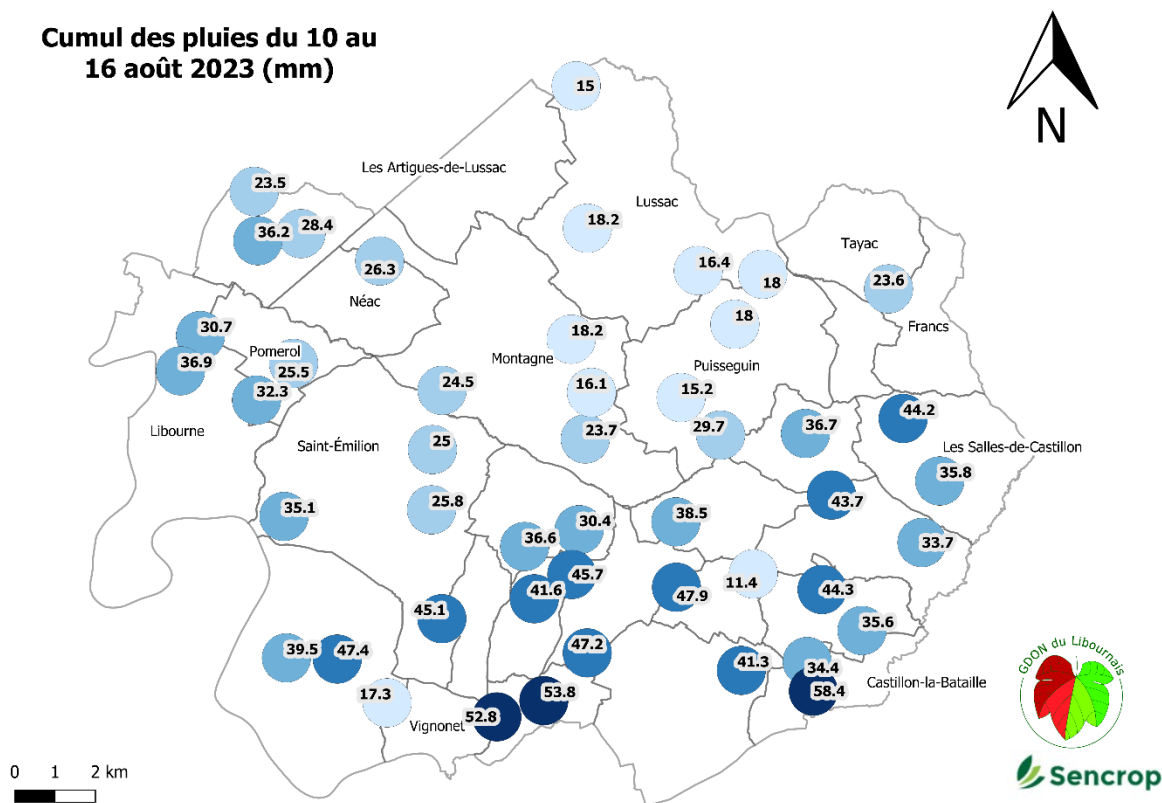 Cumul des pluies du 10 au
16 août 2023 (mm)
N
15
Les Artigues-de-Lussac
23.5
Lussac
28.4
18.2
36.2
Tayac
16.4
26.3
18
23.6
Néac
18
30.7
18.2
Francs
Pomerol
Montagne
36.9
25.5
Puisseguin
24.5
16.1
15.2
32.3
44.2
Libourne
23.7
29.7
36.7
Saint-Émilion
25
Les Salles-de-Castillon
35.8
25.8
43.7
35.1
38.5
30.4
36.6
33.7
45.7
11.4
41.6
47.9
44.3
45.1
35.6
47.2
39.5
47.4
41.3
34.4
Castillon-la-Bataille
58.4
17.3
53.8
52.8
Vignonet
GDON du Libournais
0 1 2 km
Sencrop